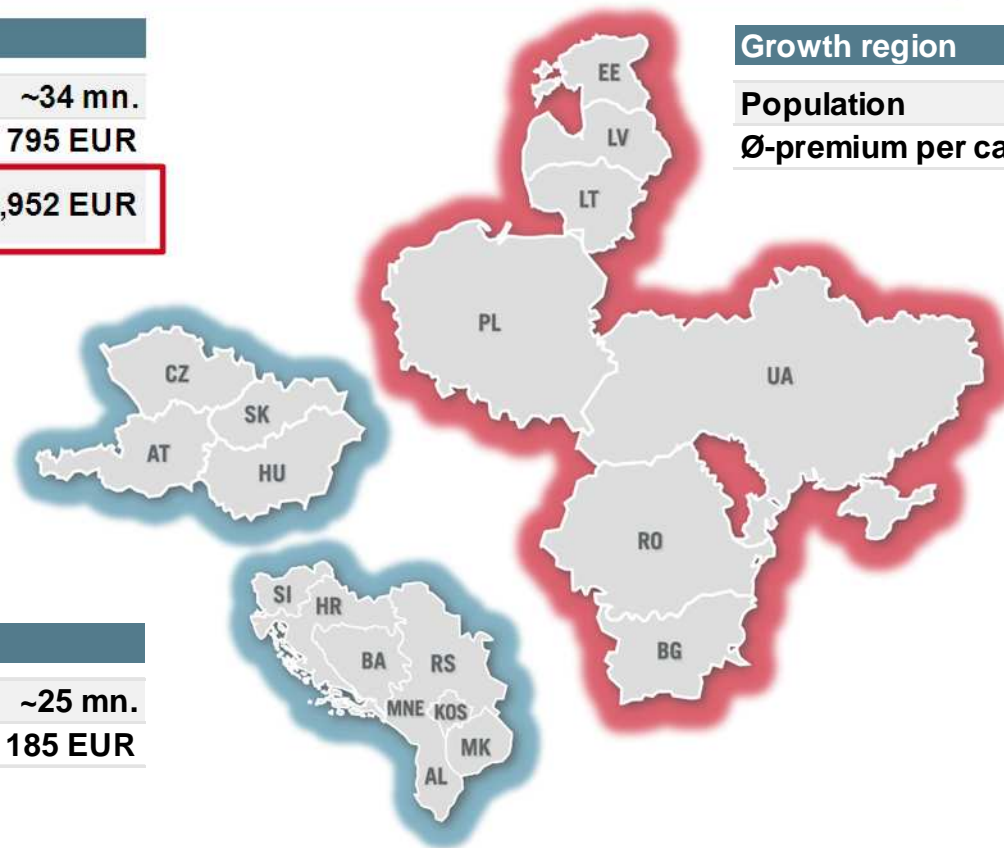 ~34 mn.
795 EUR
,952 EUR
Growth region
Population
Ø-premium per ca
EE
LV
LT
PL
UA
CZ
SK
AT
HU
RO
SI
HR
BA
RS
BG
MNE
KOS
MK
AL
~25 mn.
185 EUR